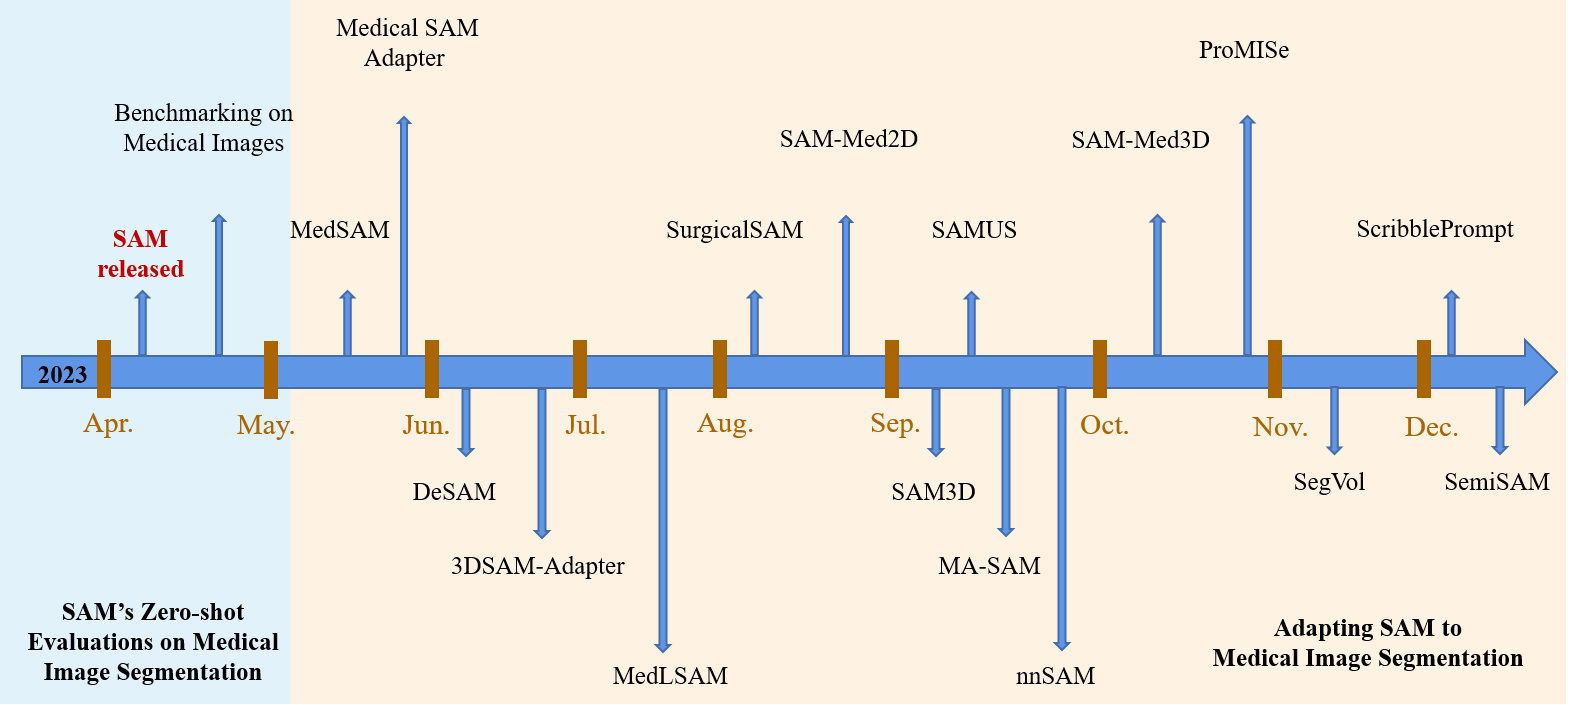 Medical SAM
Adapter
ProMISe
Benchmarking on
Medical Images
SAM-Med2D
SAM-Med3D
SAM
released
MedSAM
SurgicalSAM
SAMUS
ScribblePrompt
2023
Apr.
May.
Jun.
Jul.
Aug.
Sep.
Oct.
Nov.
Dec.
DeSAM
SAM3D
SegVol
SemiSAM
3DSAM-Adapter
MA-SAM
MedLSAM
nnSAM
SAM’s Zero-shot
Evaluations on Medical
Image Segmentation
Adapting SAM to
Medical Image Segmentation